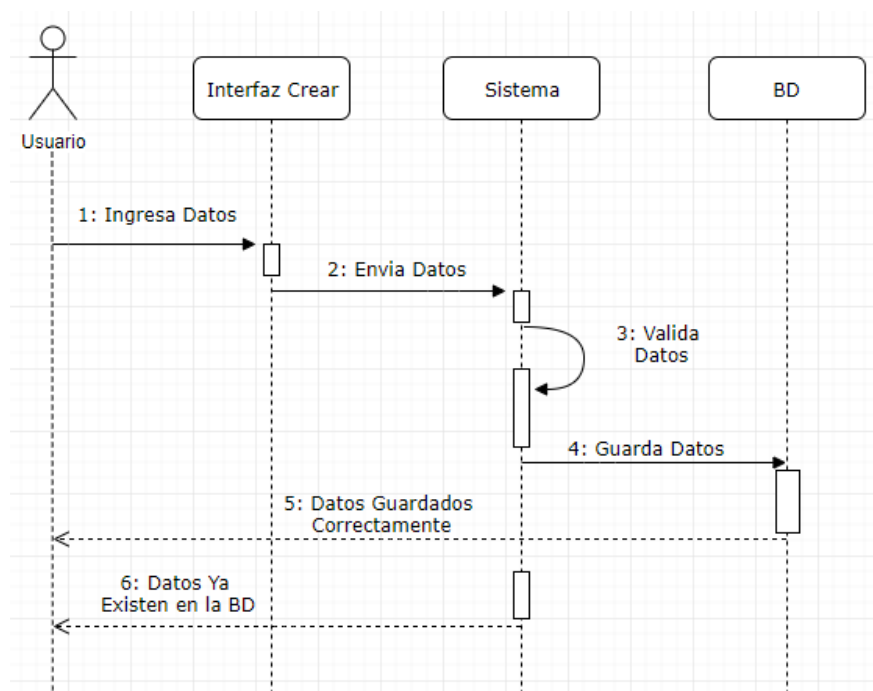 Usuario
Interfaz Crear
Sistema
BD
1: Ingresa Datos
2: Envia Datos
3: Valida
Datos
4: Guarda Datos
5: Datos Guardados
Correctamente
6: Datos Ya
Existen en la BD